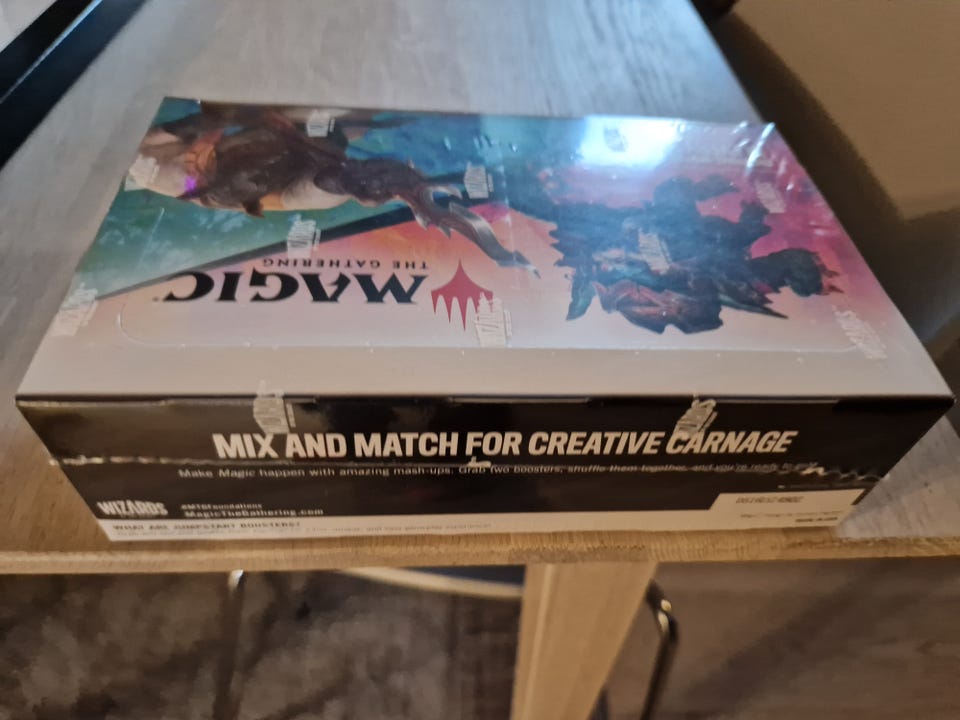 MAGIC
THE GATHERING
MIX AND MATCH FOR CREATIVE CARNAGE
Make Magic happen with amazing mash-ups. Grab two boosters, shuffle them together, and you're ready to
WIZARDS
#MTGFoundations
MagicTheGathering.com
WHAT ARE JUMPSTART BOOSTERS?